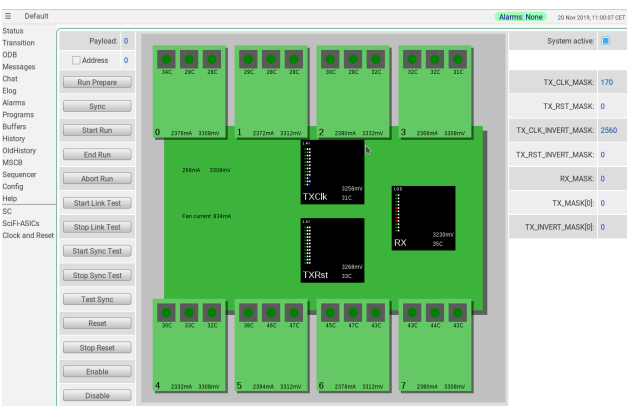 ☰ Default
Alarms: None 20 Nov 2019, 11:00:07 CET
Status
Transition
ODB
Messages
Chat
Elog
Alarms
Programs
Buffers
History
OldHistory
MSCB
Sequencer
Config
Help
SC
SciFi-ASICs
Clock and Reset
Payload: 0
Address 0
Run Prepare
Sync
Start Run
End Run
Abort Run
Start Link Test
Stop Link Test
Start Sync Test
Stop Sync Test
Test Sync
Reset
Stop Reset
Enable
Disable
34C 29C 28C
0 2376mA 3308mV
29C 28C 28C
1 2372mA 3312mV
30C 28C 32C
2 2380mA 3332mV
32C 32C 31C
3 2368mA 3308mV
266mA 3308mV
Fan current 834mA
3256mV
TXClk 31C
3268mV
TXRst 33C
LOS
3230mV
RX 35C
30C 33C 32C
4 2332mA 3308mV
38C 46C 47C
5 2394mA 3312mV
45C 47C 43C
6 2376mA 3312mV
43C 44C 43C
7 2380mA 3308mV
System active:
TX_CLK_MASK: 170
TX_RST_MASK: 0
TX_CLK_INVERT_MASK: 2560
TX_RST_INVERT_MASK: 0
RX_MASK: 0
TX_MASK[0]: 0
TX_INVERT_MASK[0]: 0